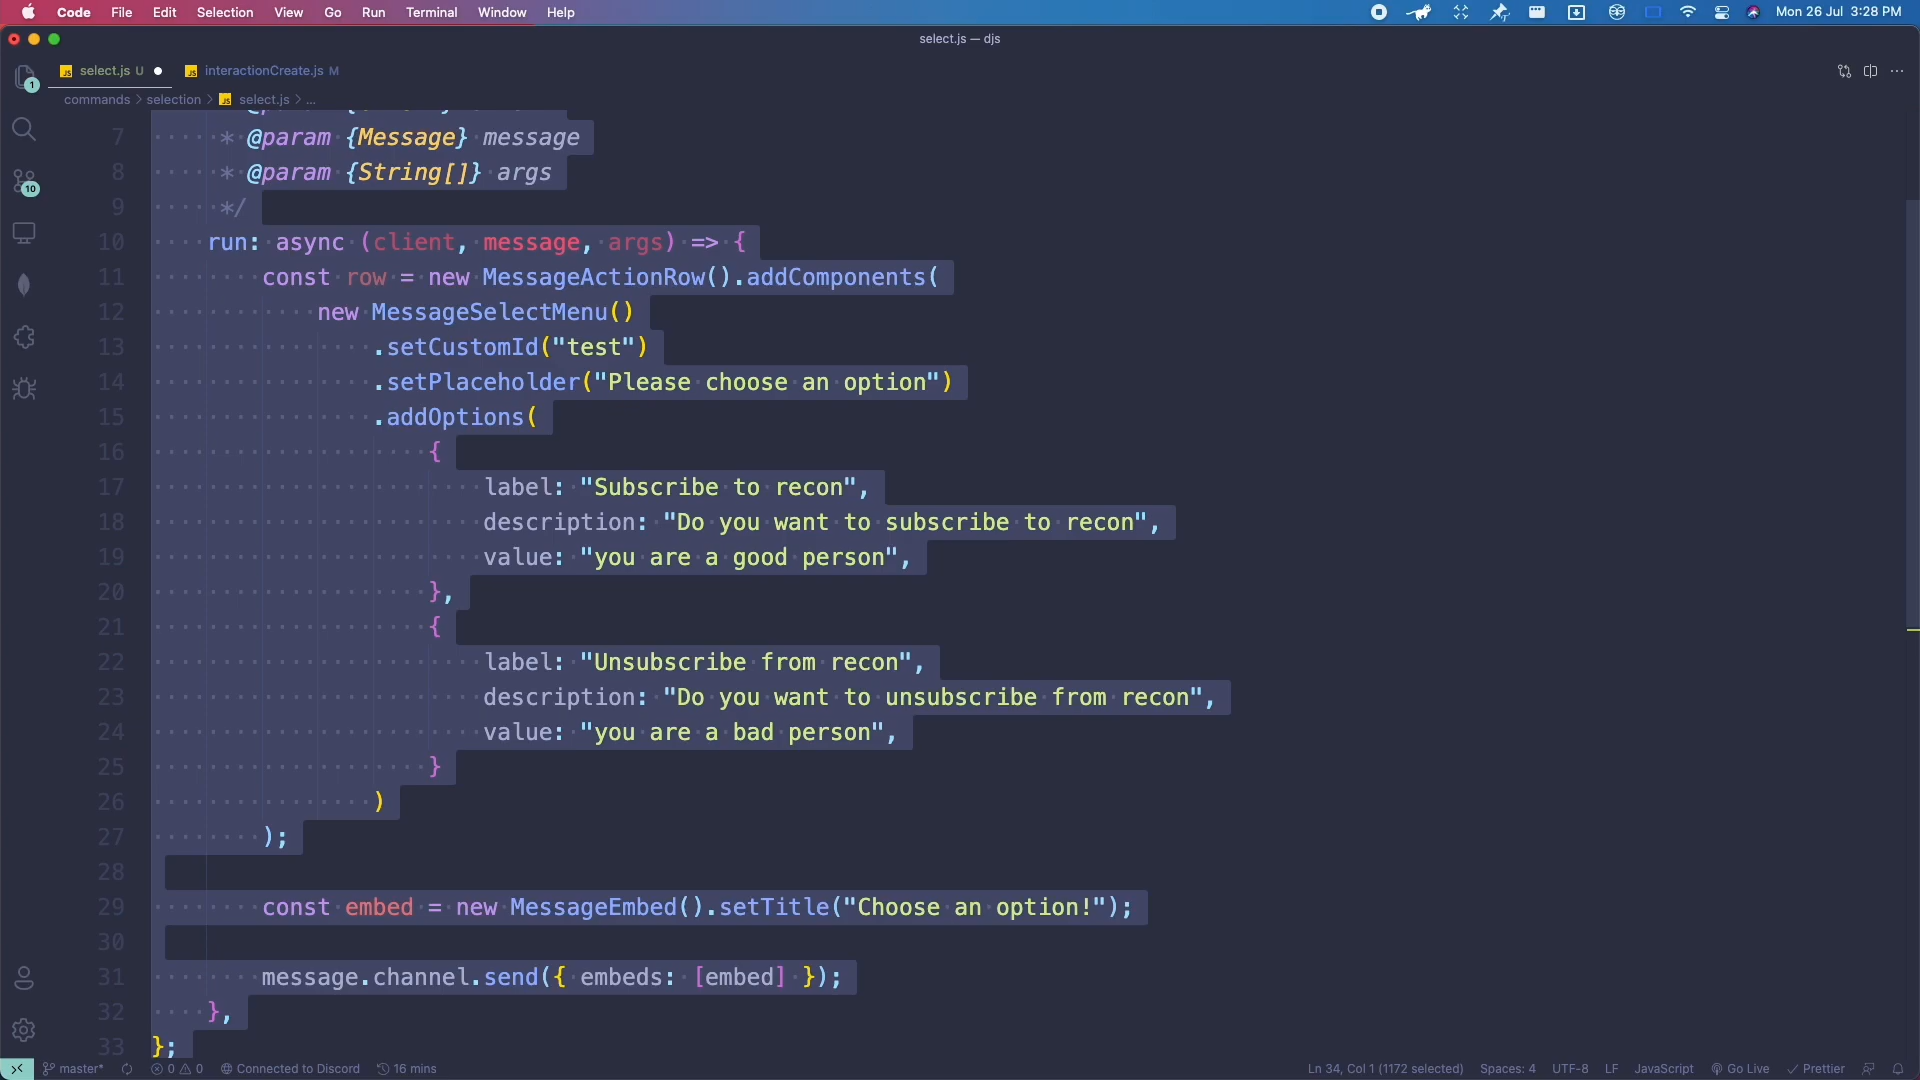 Code File Edit Selection View Go Run Terminal Window Help Mon 26 Jul 3:28 PM
select.js — djs
JS select.js U JS interactionCreate.js M
1
commands > selection > JS select.js > ...
7 * @param {Message} message
8 * @param {String[]} args
9 */
10 run: async (client, message, args) => {
11 const row = new MessageActionRow().addComponents(
12 new MessageSelectMenu()
13 .setCustomId("test")
14 .setPlaceholder("Please choose an option")
15 .addOptions(
16 {
17 label: "Subscribe to recon",
18 description: "Do you want to subscribe to recon",
19 value: "you are a good person",
20 },
21 {
22 label: "Unsubscribe from recon",
23 description: "Do you want to unsubscribe from recon",
24 value: "you are a bad person",
25 }
26 )
27 );
28
29 const embed = new MessageEmbed().setTitle("Choose an option!");
30
31 message.channel.send({ embeds: [embed] });
32 },
33 };
10
master* 0 0 Connected to Discord 16 mins Ln 34, Col 1 (1172 selected) Spaces: 4 UTF-8 LF JavaScript Go Live Prettier